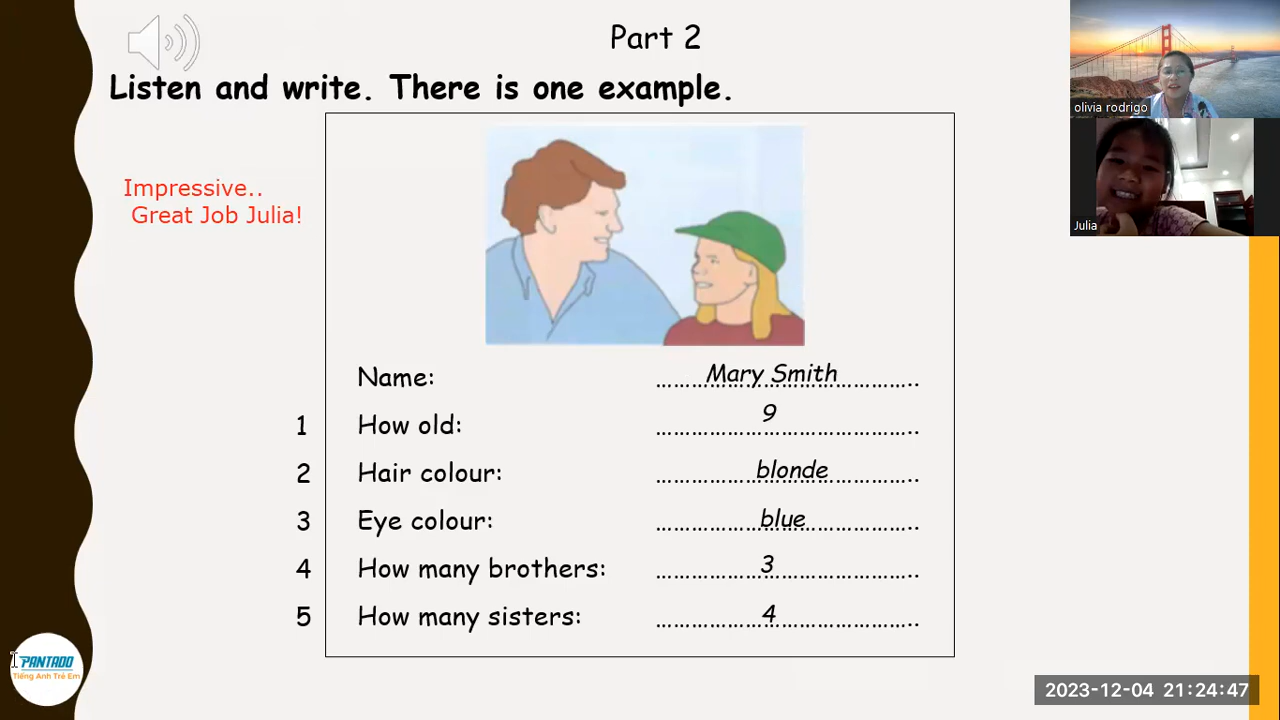 Part 2
Listen and write. There is one example.
olivia rodrigo
Julia
Impressive..
Great Job Julia!
Name: ...Mary Smith...
1 How old: ...9...
2 Hair colour: ...blonde...
3 Eye colour: ...blue...
4 How many brothers: ...3...
5 How many sisters: ...4...
PANTADO
Tiếng Anh Trẻ Em
2023-12-04 21:24:47